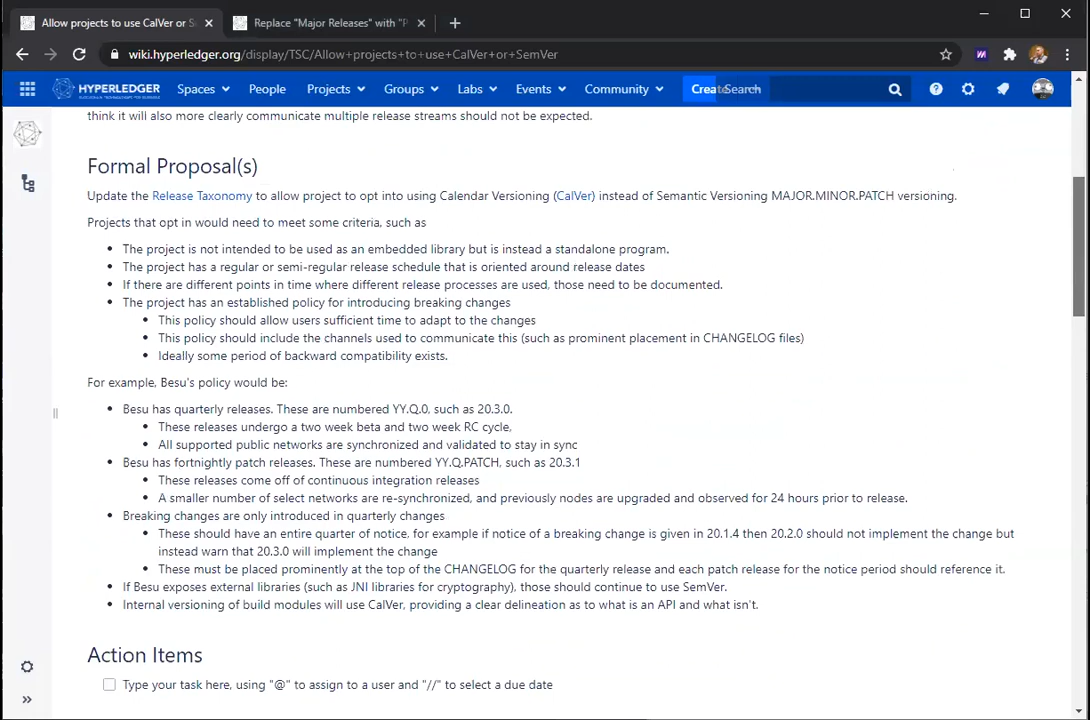 Allow projects to use CalVer or S
Replace "Major Releases" with "P
wiki.hyperledger.org/display/TSC/Allow+projects+to+use+CalVer+or+SemVer
HYPERLEDGER
Spaces
People
Projects
Groups
Labs
Events
Community
Create
Search
think it will also more clearly communicate multiple release streams should not be expected.
Formal Proposal(s)
Update the Release Taxonomy to allow project to opt into using Calendar Versioning (CalVer) instead of Semantic Versioning MAJOR.MINOR.PATCH versioning.
Projects that opt in would need to meet some criteria, such as
The project is not intended to be used as an embedded library but is instead a standalone program.
The project has a regular or semi-regular release schedule that is oriented around release dates
If there are different points in time where different release processes are used, those need to be documented.
The project has an established policy for introducing breaking changes
This policy should allow users sufficient time to adapt to the changes
This policy should include the channels used to communicate this (such as prominent placement in CHANGELOG files)
Ideally some period of backward compatibility exists.
For example, Besu's policy would be:
Besu has quarterly releases. These are numbered YY.Q.0, such as 20.3.0.
These releases undergo a two week beta and two week RC cycle,
All supported public networks are synchronized and validated to stay in sync
Besu has fortnightly patch releases. These are numbered YY.Q.PATCH, such as 20.3.1
These releases come off of continuous integration releases
A smaller number of select networks are re-synchronized, and previously nodes are upgraded and observed for 24 hours prior to release.
Breaking changes are only introduced in quarterly changes
These should have an entire quarter of notice, for example if notice of a breaking change is given in 20.1.4 then 20.2.0 should not implement the change but
instead warn that 20.3.0 will implement the change
These must be placed prominently at the top of the CHANGELOG for the quarterly release and each patch release for the notice period should reference it.
If Besu exposes external libraries (such as JNI libraries for cryptography), those should continue to use SemVer.
Internal versioning of build modules will use CalVer, providing a clear delineation as to what is an API and what isn't.
Action Items
Type your task here, using "@" to assign to a user and "//" to select a due date